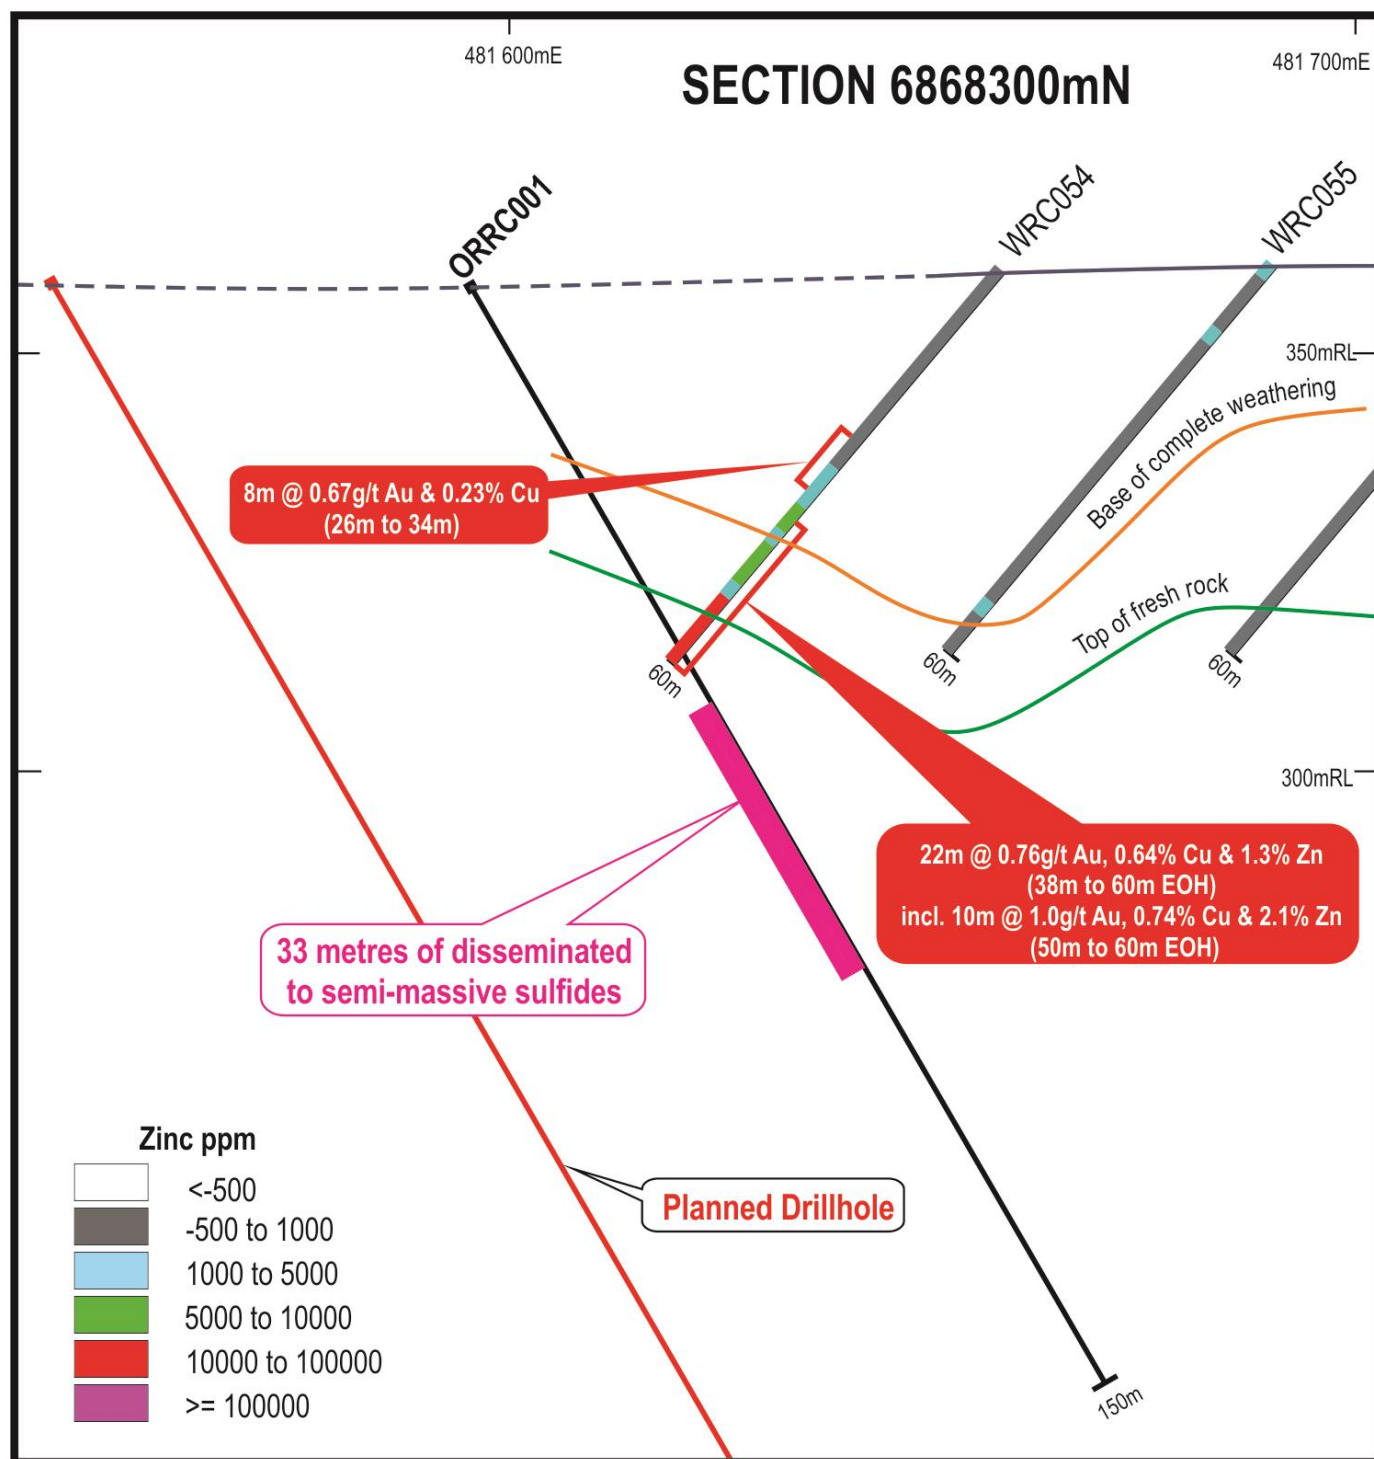 481 600mE
481 700mE
SECTION 6868300mN
ORRC001
WRC054
WRC055
350mRL
Base of complete weathering
8m @ 0.67g/t Au & 0.23% Cu
(26m to 34m)
Top of fresh rock
60m
60m
60m
300mRL
22m @ 0.76g/t Au, 0.64% Cu & 1.3% Zn
(38m to 60m EOH)
incl. 10m @ 1.0g/t Au, 0.74% Cu & 2.1% Zn
(50m to 60m EOH)
33 metres of disseminated
to semi-massive sulfides
Zinc ppm
<-500
-500 to 1000
1000 to 5000
5000 to 10000
10000 to 100000
>= 100000
Planned Drillhole
150m